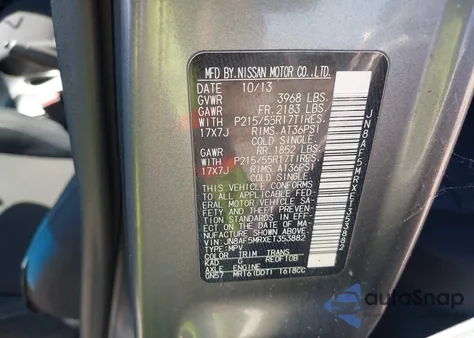 MFD BY.NISSAN MOTOR CO.,LTD.
DATE 10/13
GVWR 3968 LBS.
GAWR FR. 2183 LBS.
WITH P215/55R17TIRES,
17X7J RIMS,AT36PSI
COLD SINGLE.
GAWR RR. 1852 LBS.
WITH P215/55R17TIRES,
17X7J RIMS,AT36PSI
COLD SINGLE.
THIS VEHICLE CONFORMS
TO ALL APPLICABLE FED-
ERAL MOTOR VEHICLE SA-
FETY AND THEFT PREVEN-
TION STANDARDS IN EFF-
ECT ON THE DATE OF MA-
NUFACTURE SHOWN ABOVE.
VIN:JN8AF5MRXET353882
TYPE:MPV
COLOR TRIM TRANS
KAD G RE0F10B
AXLE ENGINE
GN57 MR16(DDT) 1618CC
JN8AF5MRXET353882
autoSnap